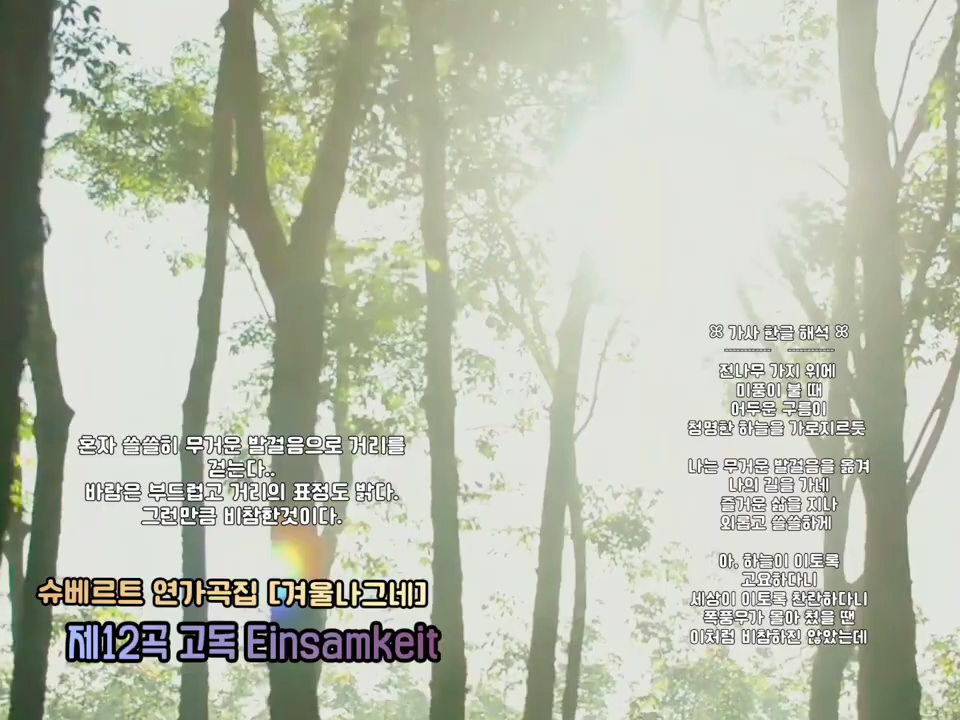 혼자 쓸쓸히 무거운 발걸음으로 거리를
걷는다..
바람은 부드럽고 거리의 표정도 밝다.
그런만큼 비참한것이다.
슈베르트 연가곡집 [겨울나그네]
제12곡 고독 Einsamkeit
ꕤ 가사 한글 해석 ꕤ
---------- ----------
전나무 가지 위에
미풍이 불 때
어두운 구름이
청명한 하늘을 가로지르듯
나는 무거운 발걸음을 옮겨
나의 길을 가네
즐거운 삶을 지나
외롭고 쓸쓸하게
아, 하늘이 이토록
고요하다니
세상이 이토록 찬란하다니
폭풍우가 몰아 쳤을 땐
이처럼 비참하진 않았는데